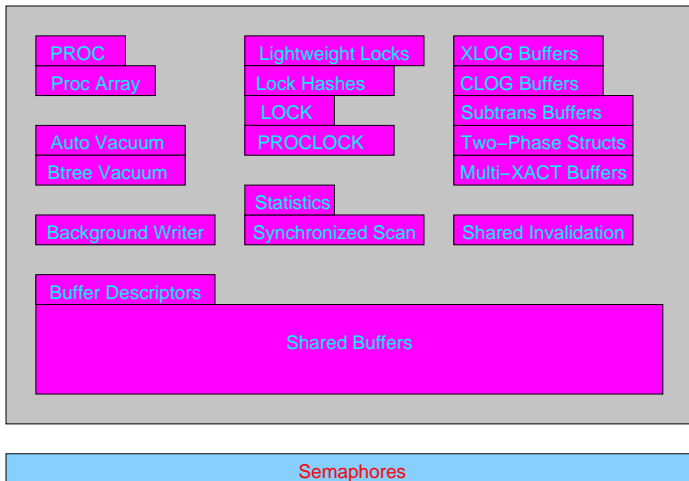 PROC
Proc Array
Auto Vacuum
Btree Vacuum
Background Writer
Lightweight Locks
Lock Hashes
LOCK
PROCLOCK
Statistics
Synchronized Scan
XLOG Buffers
CLOG Buffers
Subtrans Buffers
Two−Phase Structs
Multi−XACT Buffers
Shared Invalidation
Buffer Descriptors
Shared Buffers
Semaphores